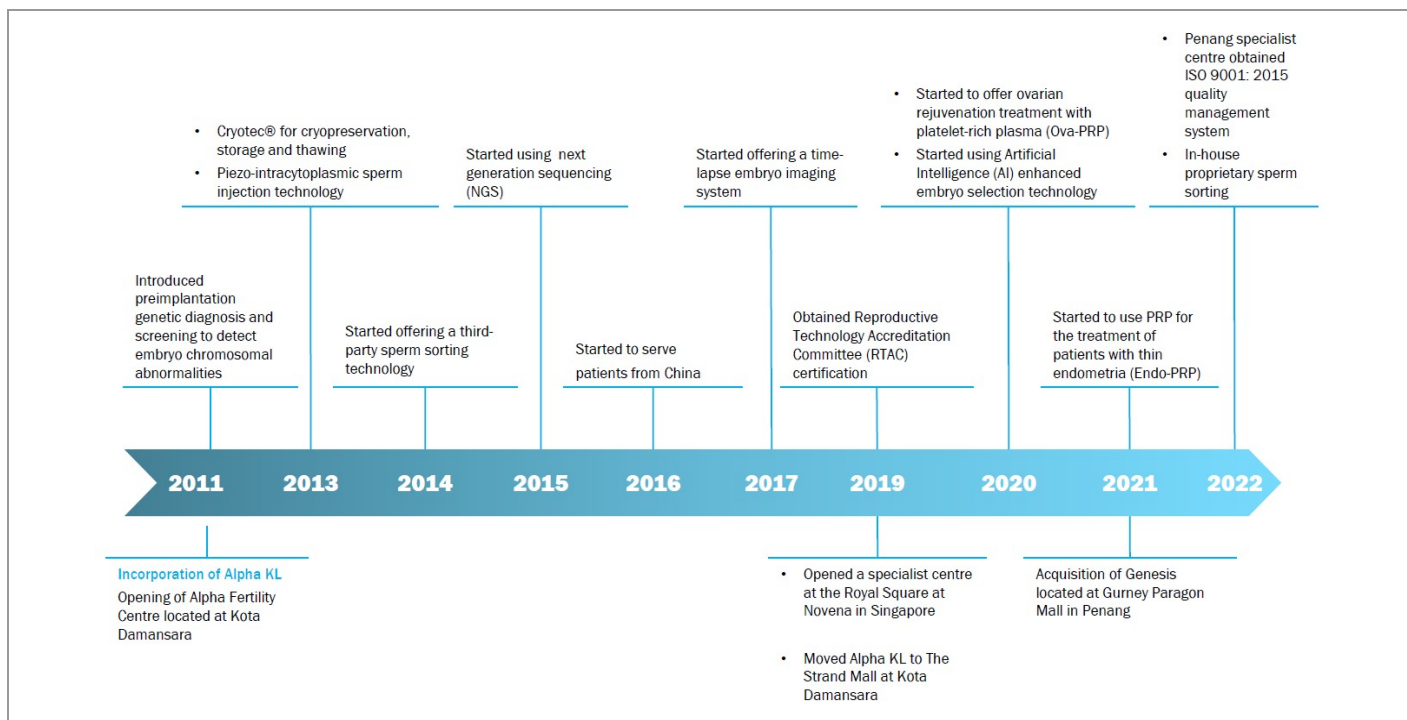 • Cryotec® for cryopreservation,
storage and thawing
• Piezo-intracytoplasmic sperm
injection technology
Started using next
generation sequencing
(NGS)
Started offering a time-
lapse embryo imaging
system
• Started to offer ovarian
rejuvenation treatment with
platelet-rich plasma (Ova-PRP)
• Started using Artificial
Intelligence (AI) enhanced
embryo selection technology
• Penang specialist
centre obtained
ISO 9001: 2015
quality
management
system
• In-house
proprietary sperm
sorting
Introduced
preimplantation
genetic diagnosis and
screening to detect
embryo chromosomal
abnormalities
Started offering a third-
party sperm sorting
technology
Started to serve
patients from China
Obtained Reproductive
Technology Accreditation
Committee (RTAC)
certification
Started to use PRP for
the treatment of
patients with thin
endometria (Endo-PRP)
2011 2013 2014 2015 2016 2017 2019 2020 2021 2022
Incorporation of Alpha KL
Opening of Alpha Fertility
Centre located at Kota
Damansara
• Opened a specialist centre
at the Royal Square at
Novena in Singapore
• Moved Alpha KL to The
Strand Mall at Kota
Damansara
Acquisition of Genesis
located at Gurney Paragon
Mall in Penang